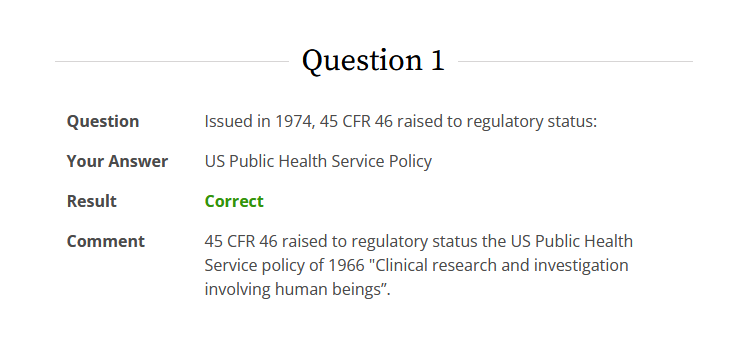 Question 1
Question Issued in 1974, 45 CFR 46 raised to regulatory status:
Your Answer US Public Health Service Policy
Result Correct
Comment 45 CFR 46 raised to regulatory status the US Public Health
Service policy of 1966 "Clinical research and investigation
involving human beings”.